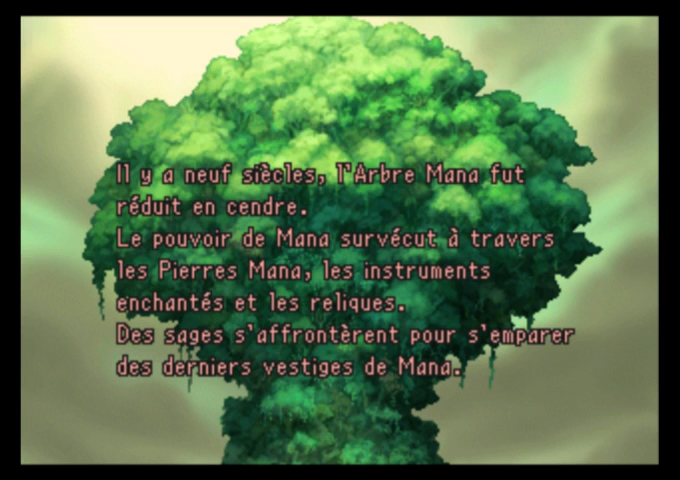 Il y a neuf siècles, l'Arbre Mana fut
réduit en cendre.
Le pouvoir de Mana survécut à travers
les Pierres Mana, les instruments
enchantés et les reliques.
Des sages s'affrontèrent pour s'emparer
des derniers vestiges de Mana.